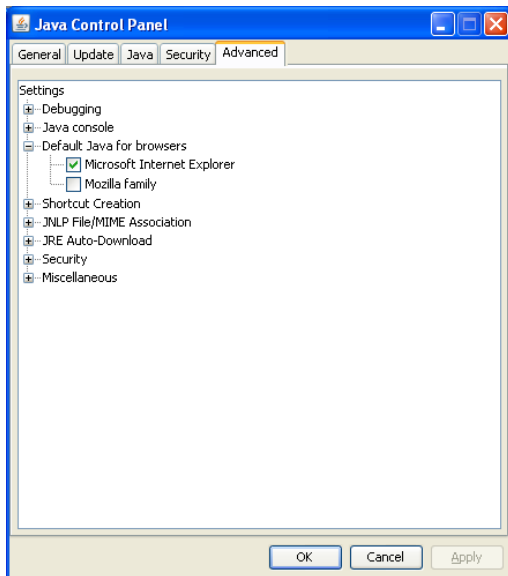 Java Control Panel
General Update Java Security Advanced
Settings
Debugging
Java console
Default Java for browsers
Microsoft Internet Explorer
Mozilla family
Shortcut Creation
JNLP File/MIME Association
JRE Auto-Download
Security
Miscellaneous
OK Cancel Apply